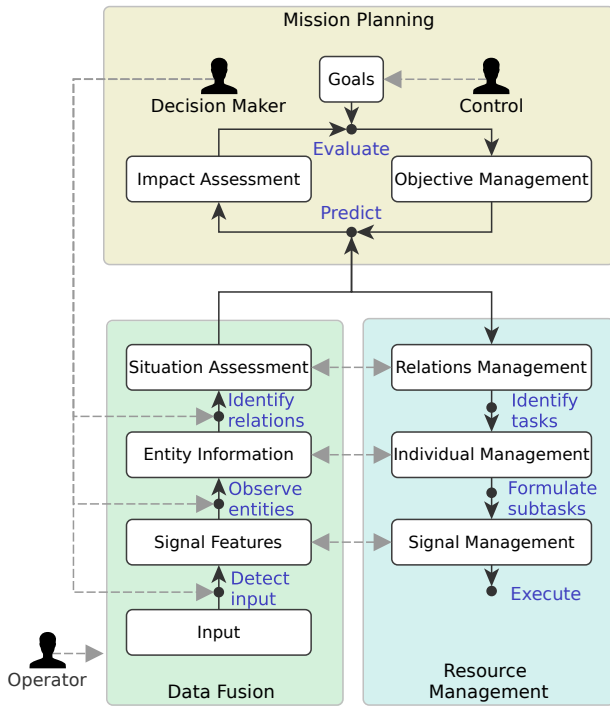 Mission Planning
Goals
Decision Maker
Control
Evaluate
Impact Assessment
Objective Management
Predict
Situation Assessment
Relations Management
Identify
relations
Identify
tasks
Entity Information
Individual Management
Observe
entities
Formulate
subtasks
Signal Features
Signal Management
Detect
input
Execute
Input
Operator
Data Fusion
Resource
Management